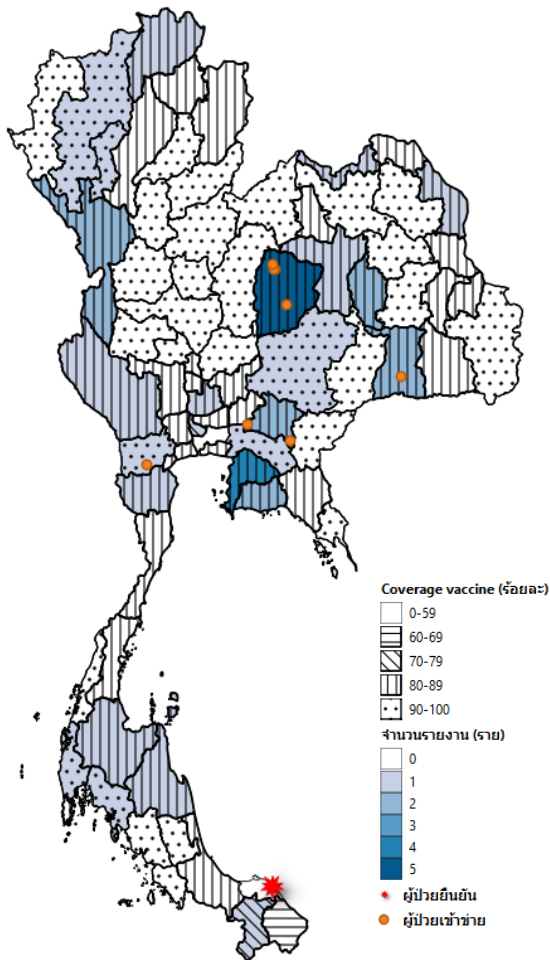 Coverage vaccine (ร้อยละ)
0-59
60-69
70-79
80-89
90-100
จำนวนรายงาน (ราย)
0
1
2
3
4
5
ผู้ป่วยยืนยัน
ผู้ป่วยเข้าข่าย